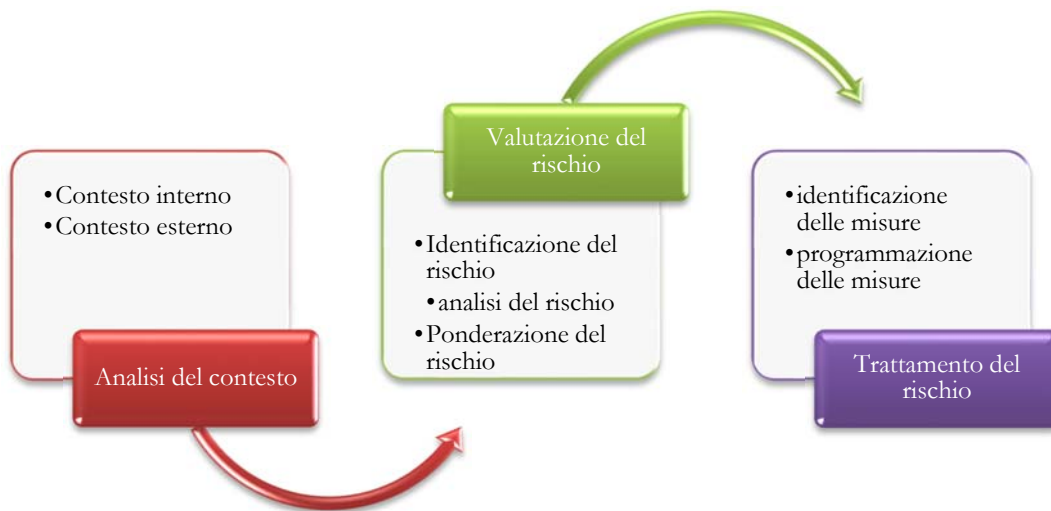 •Contesto interno
•Contesto esterno
Analisi del contesto
Valutazione del
rischio
•Identificazione del
rischio
•analisi del rischio
•Ponderazione del
rischio
•identificazione
delle misure
•programmazione
delle misure
Trattamento del
rischio